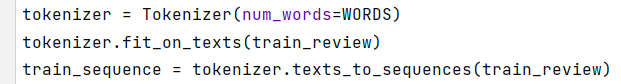 tokenizer = Tokenizer(num_words=WORDS)
tokenizer.fit_on_texts(train_review)
train_sequence = tokenizer.texts_to_sequences(train_review)